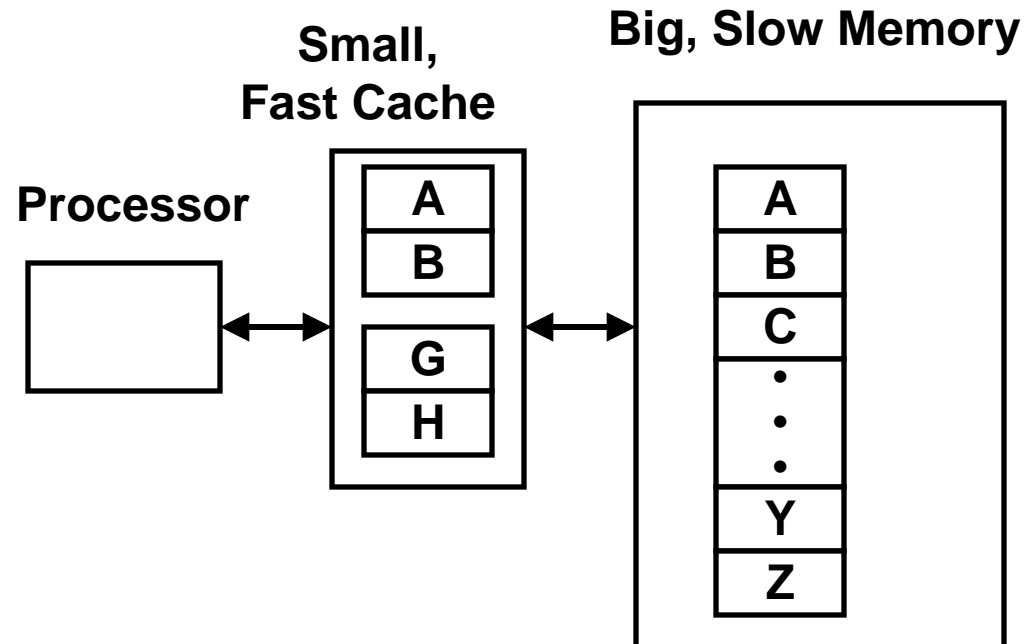 Small,
Fast Cache
Big, Slow Memory
Processor
A
B
G
H
A
B
C
•
•
•
Y
Z